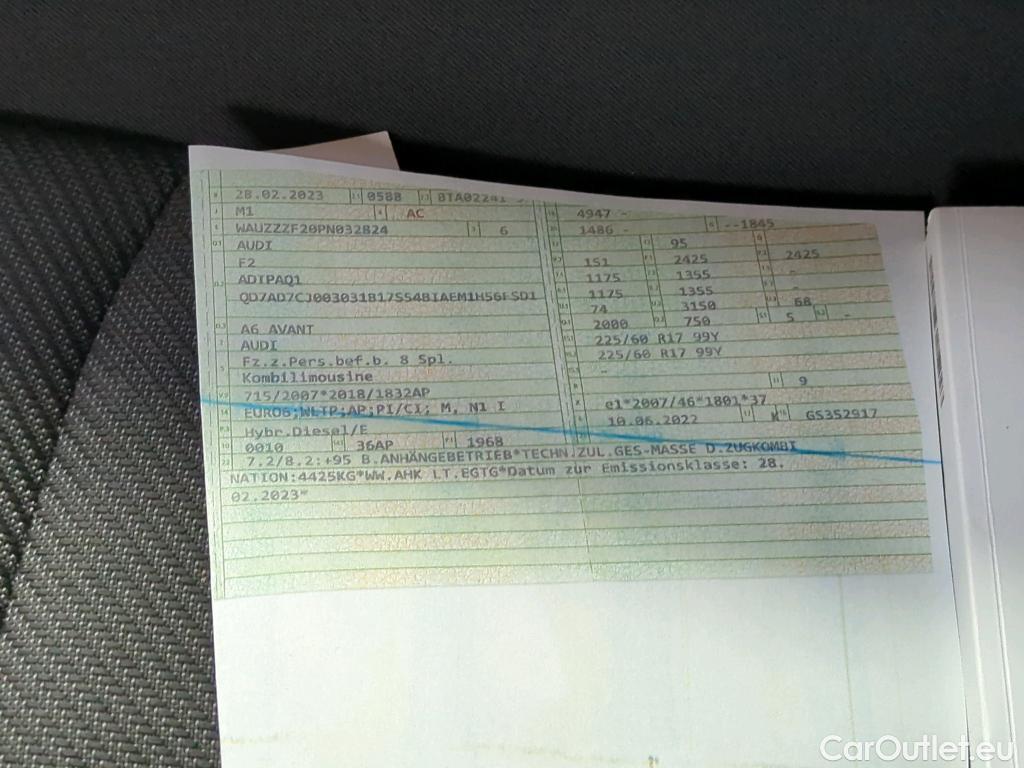 28.02.2023 0588 BTA02241
M1 AC
WAUZZZF20PN032824 6
AUDI
F2
ADIPAQ1
QD7AD7CJ003031817S54BIAEM1H56FSD1
A6 AVANT
AUDI
Fz.z.Pers.bef.b. 8 Spl.
Kombilimousine
715/2007*2018/1832AP
EURO6;WLTP;AP;PI/CI; M, N1 I
Hybr.Diesel/E
0010 36AP 1968
4947 -
1486 - --1845
95
151 2425 2425
1175 1355 -
1175 1355 -
74 3150 68
2000 750 5 -
225/60 R17 99Y
225/60 R17 99Y
-
9
e1*2007/46*1801*37
10.06.2022 K GS352917
7.2/8.2:+95 B.ANHÄNGEBETRIEB*TECHN.ZUL.GES-MASSE D.ZUGKOMBI
NATION:4425KG*WW.AHK LT.EGTG*Datum zur Emissionsklasse: 28.
02.2023*
CarOutlet.eu